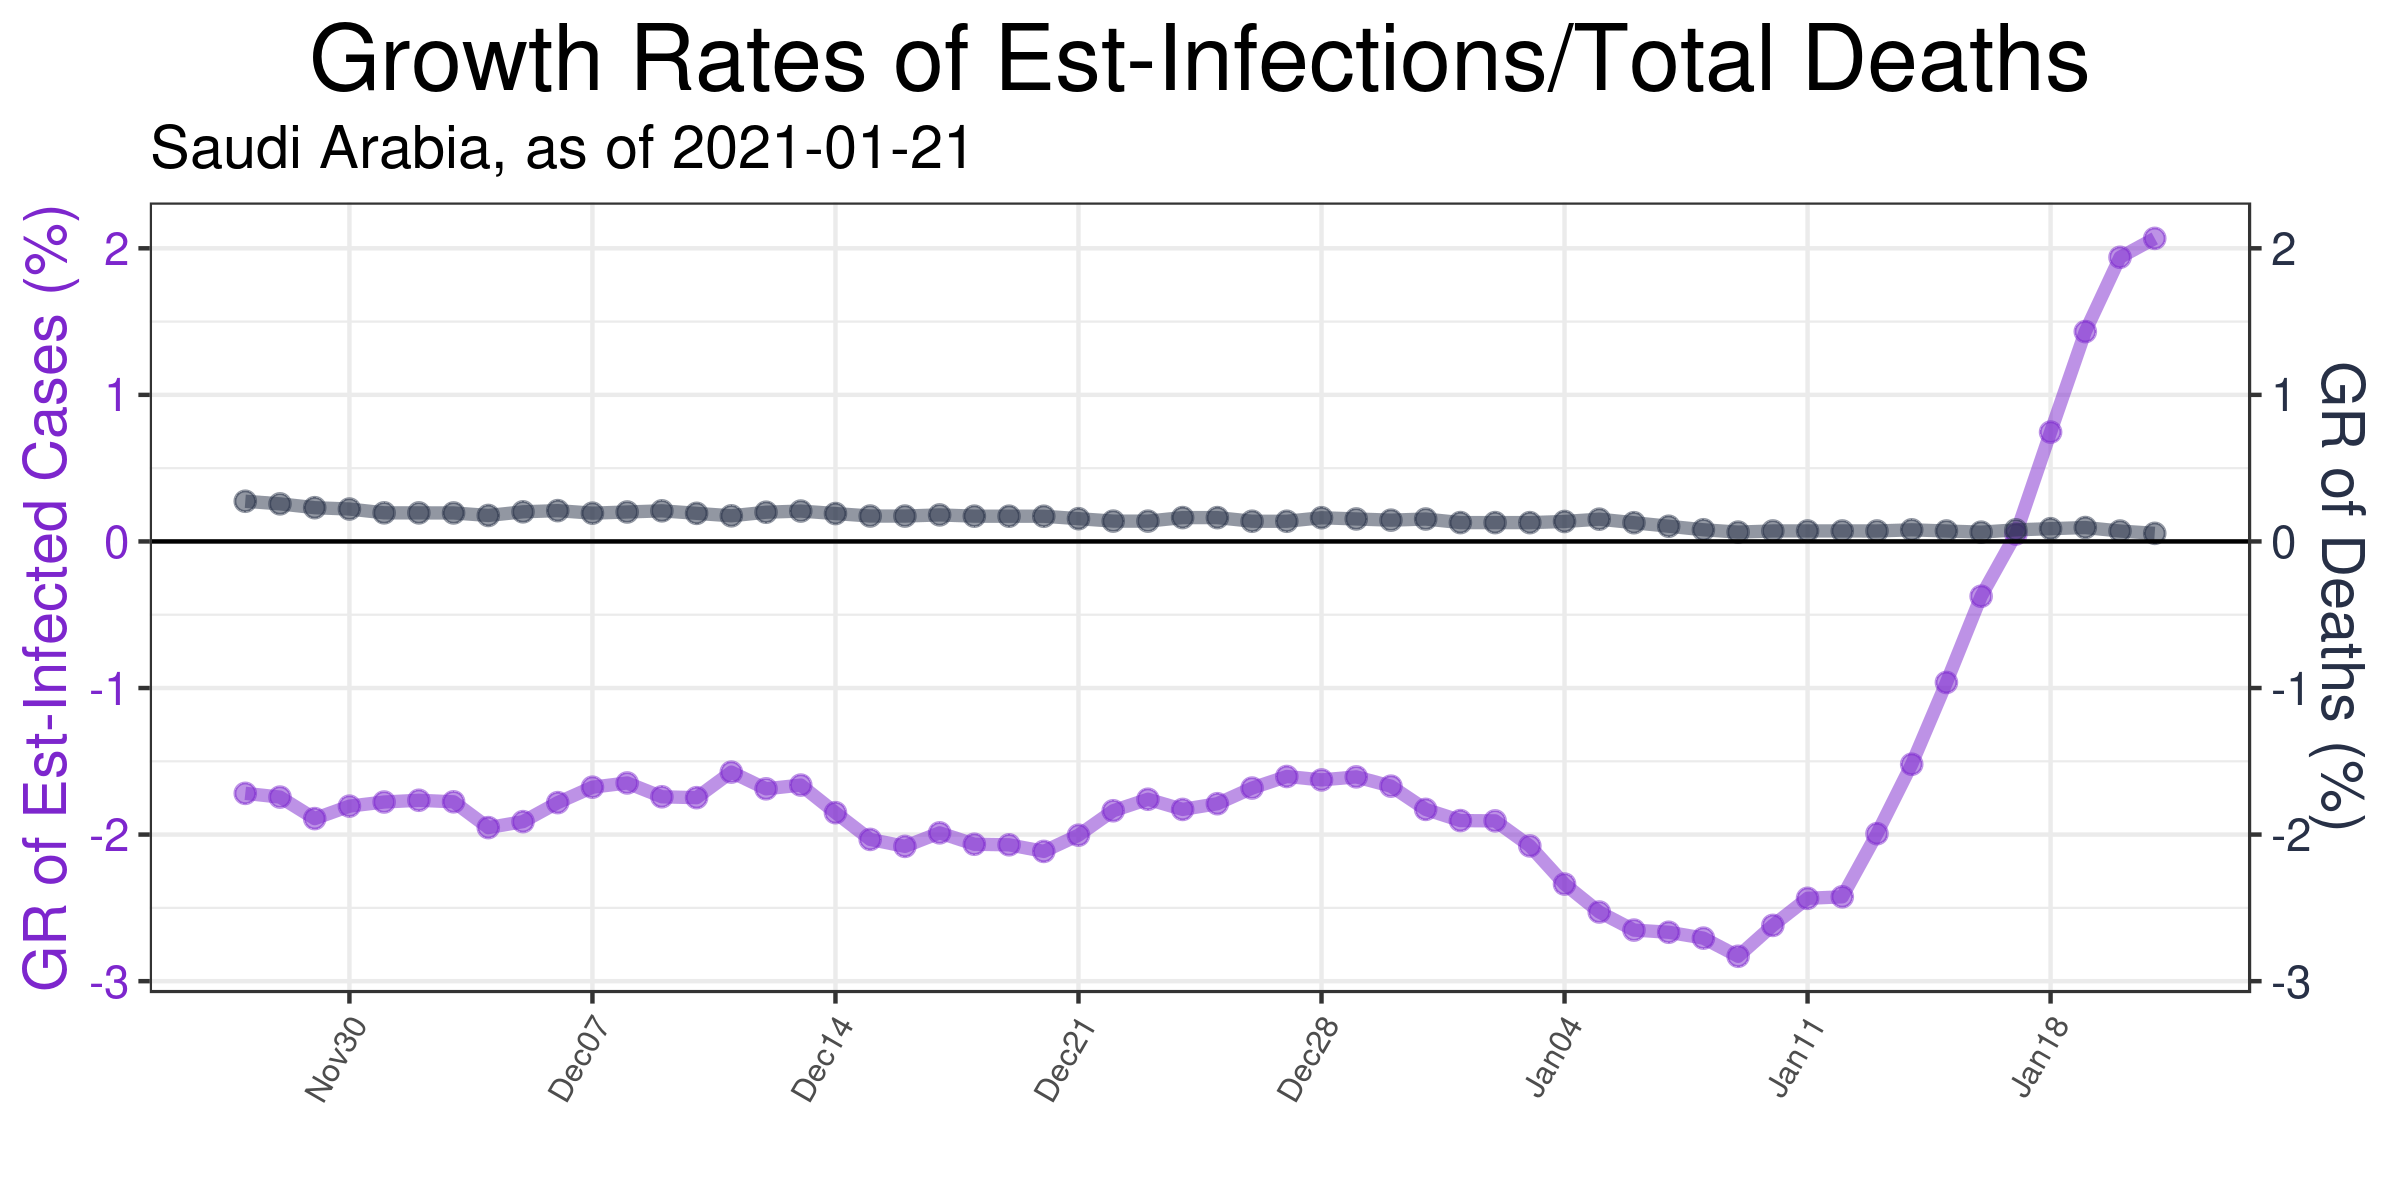 Growth Rates of Est-Infections/Total Deaths
Saudi Arabia, as of 2021-01-21
GR of Est-Infected Cases (%)
2
1
0
-1
-2
-3
2
1
0
-1
-2
-3
GR of Deaths (%)
Nov30
Dec07
Dec14
Dec21
Dec28
Jan04
Jan11
Jan18